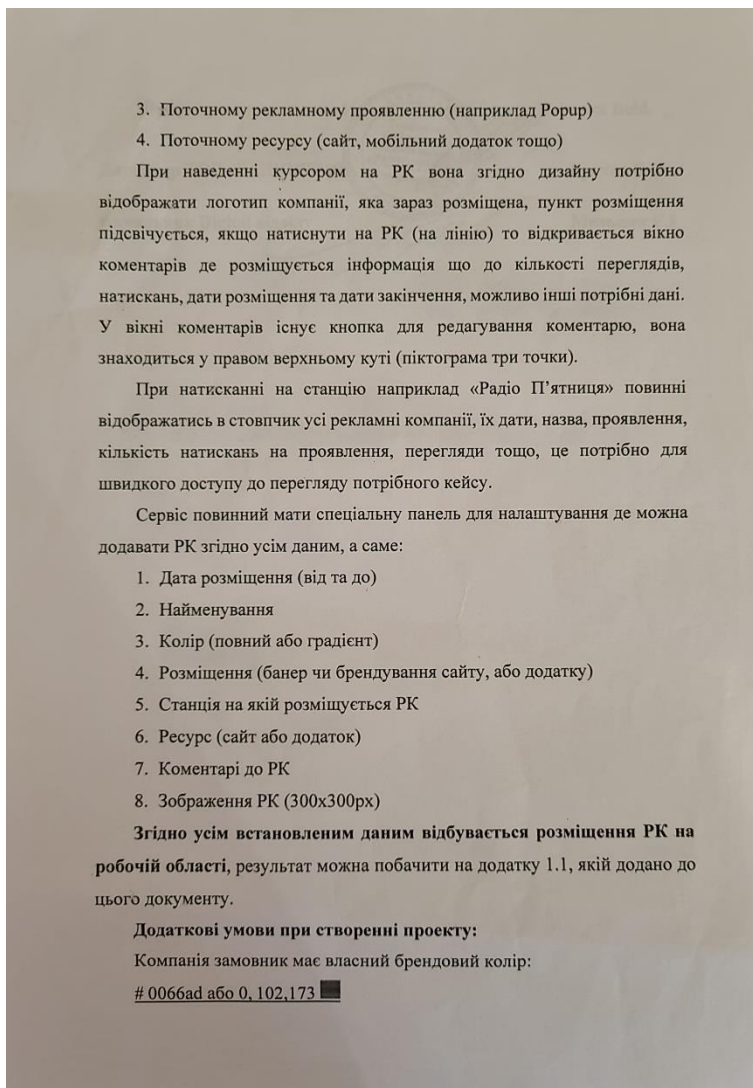 3. Поточному рекламному проявленню (наприклад Popup)
4. Поточному ресурсу (сайт, мобільний додаток тощо)
При наведенні курсором на РК вона згідно дизайну потрібно
відображати логотип компанії, яка зараз розміщена, пункт розміщення
підсвічується, якщо натиснути на РК (на лінію) то відкривається вікно
коментарів де розміщується інформація що до кількості переглядів,
натискань, дати розміщення та дати закінчення, можливо інші потрібні дані.
У вікні коментарів існує кнопка для редагування коментарю, вона
знаходиться у правом верхньому куті (піктограма три точки).
При натисканні на станцію наприклад «Радіо П’ятниця» повинні
відображатись в стовпчик усі рекламні компанії, їх дати, назва, проявлення,
кількість натискань на проявлення, перегляди тощо, це потрібно для
швидкого доступу до перегляду потрібного кейсу.
Сервіс повинний мати спеціальну панель для налаштування де можна
додавати РК згідно усім даним, а саме:
1. Дата розміщення (від та до)
2. Найменування
3. Колір (повний або градієнт)
4. Розміщення (банер чи брендування сайту, або додатку)
5. Станція на якій розміщується РК
6. Ресурс (сайт або додаток)
7. Коментарі до РК
8. Зображення РК (300х300px)
Згідно усім встановленим даним відбувається розміщення РК на
робочій області, результат можна побачити на додатку 1.1, якій додано до
цього документу.
Додаткові умови при створенні проекту:
Компанія замовник має власний брендовий колір:
# 0066ad або 0, 102,173